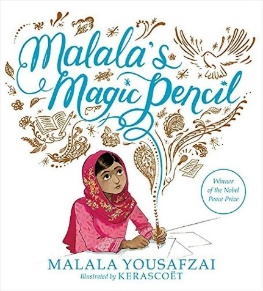 Malala's
Magic Pencil
Winner
of the Nobel
Peace Prize
MALALA YOUSAFZAI
Illustrated by KERASCOËT